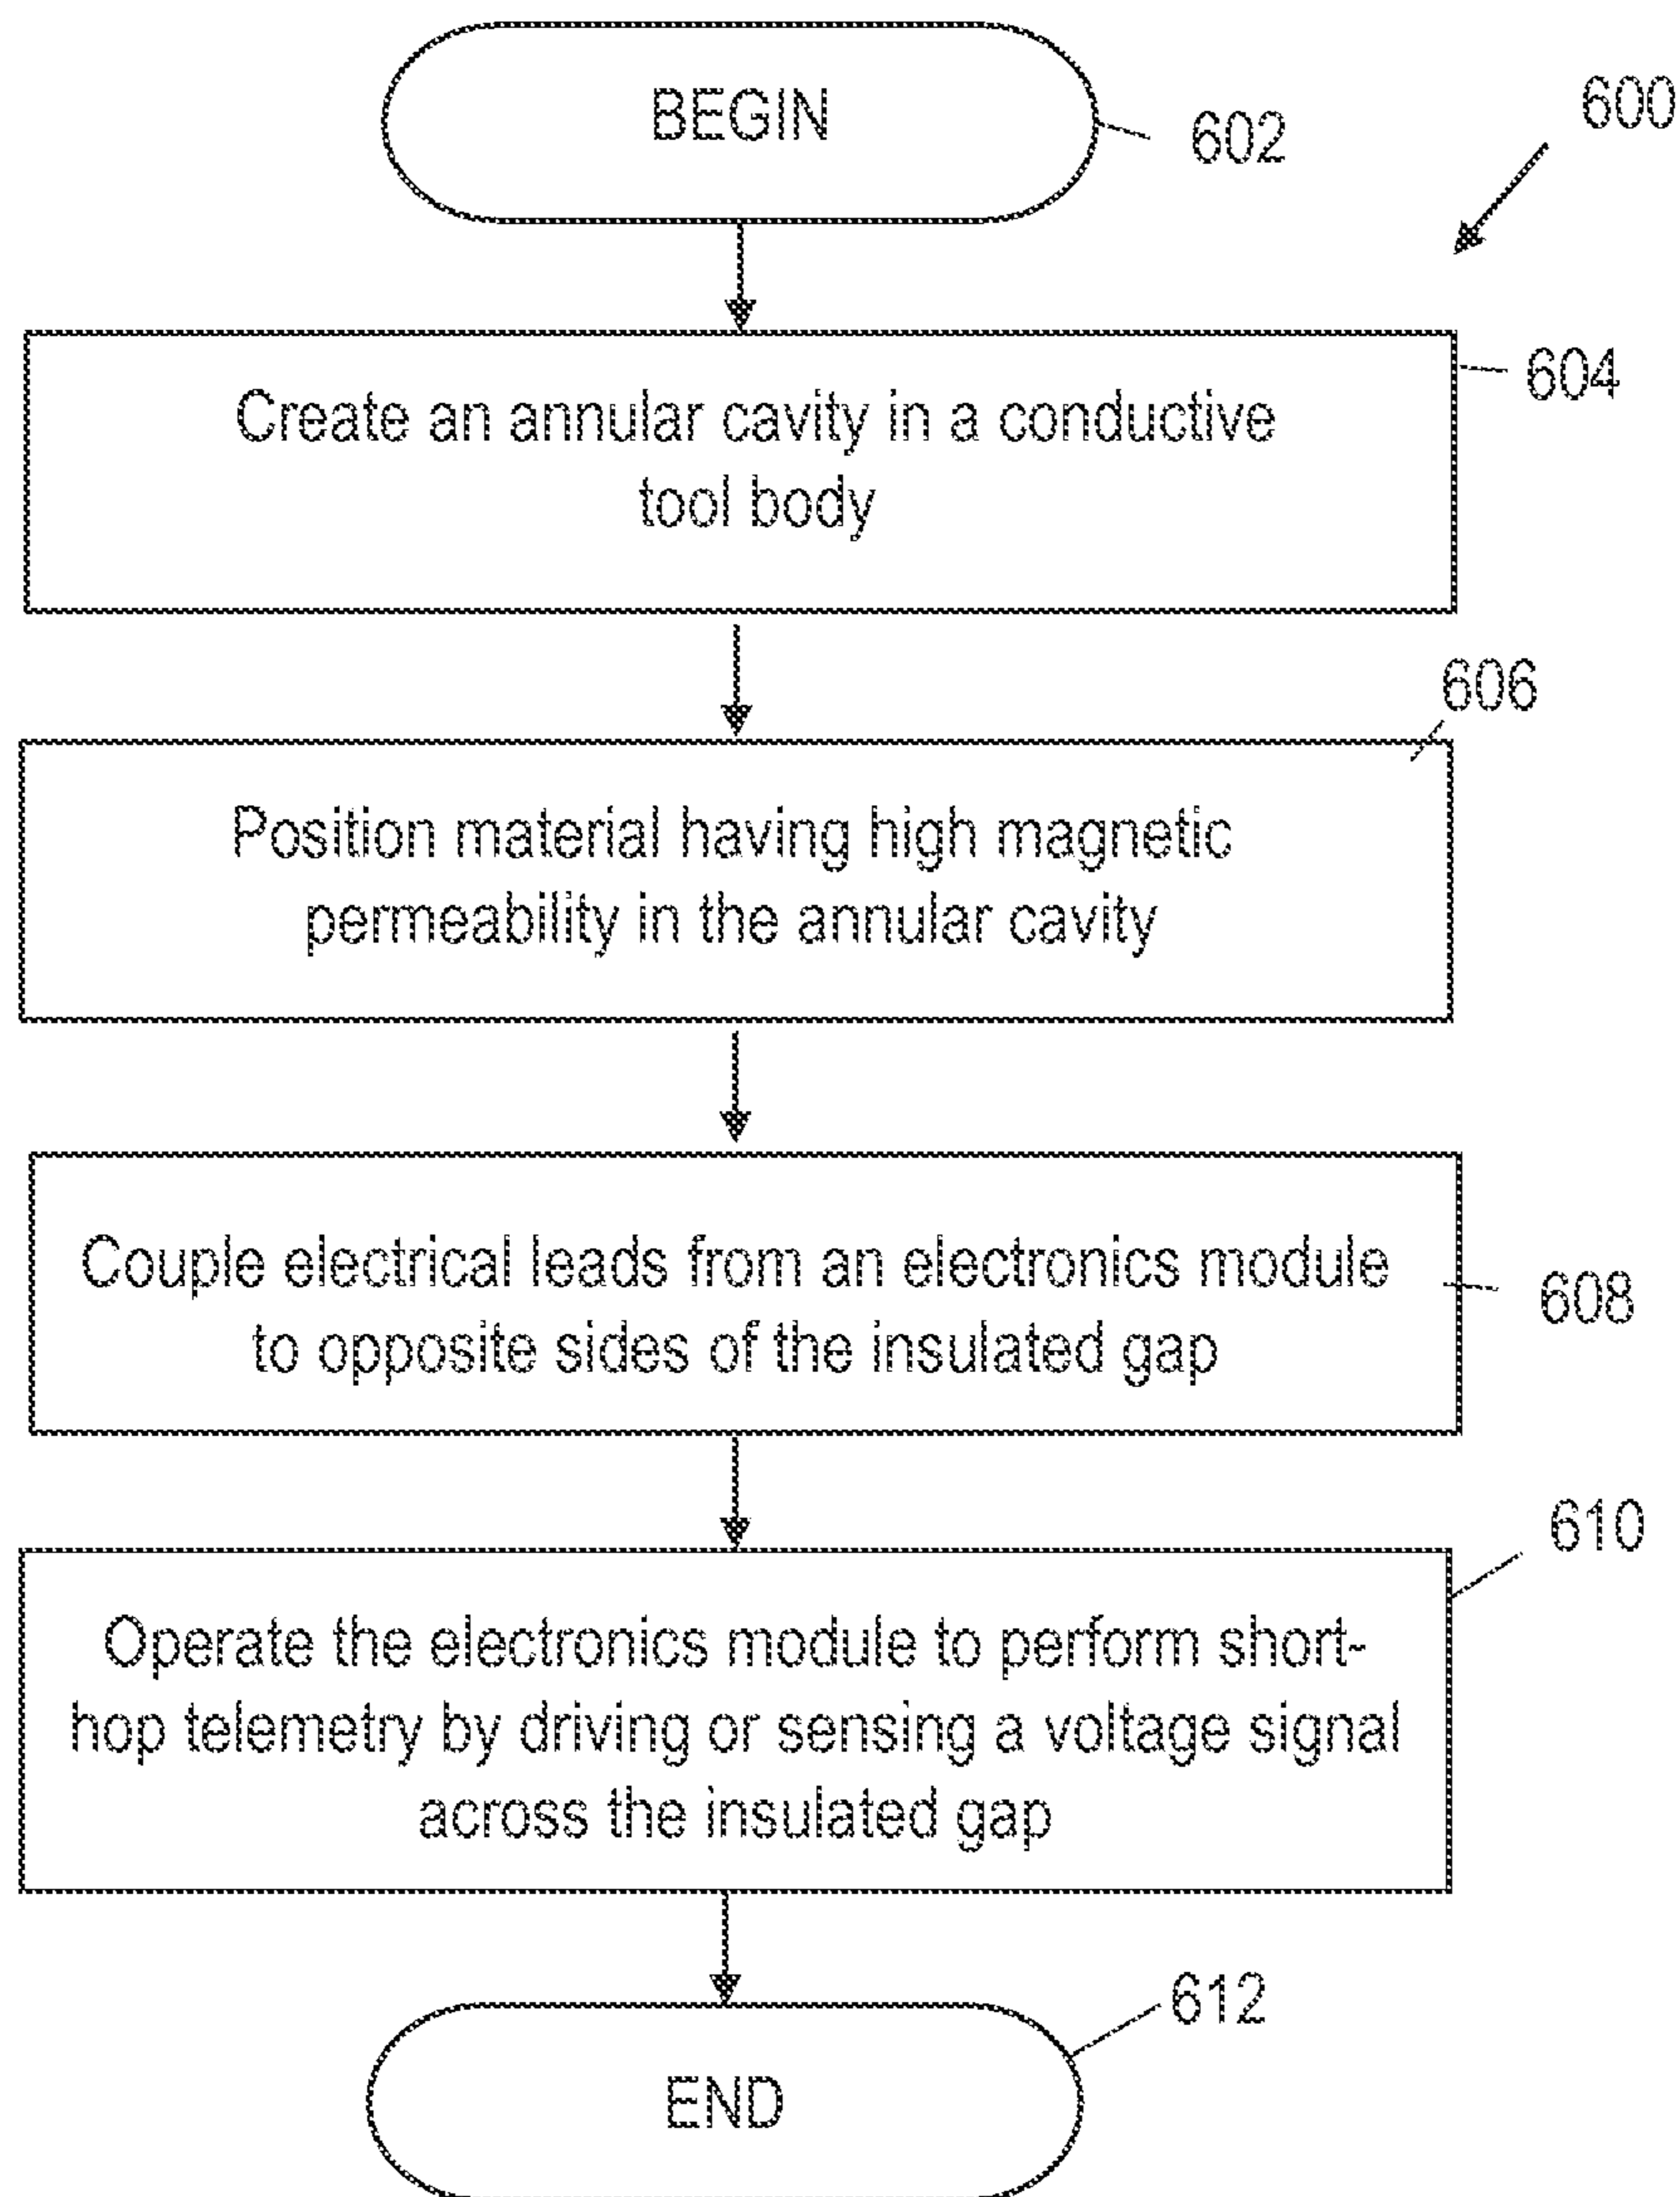 BEGIN
602
600
Create an annular cavity in a conductive
tool body
604
606
Position material having high magnetic
permeability in the annular cavity
Couple electrical leads from an electronics module
to opposite sides of the insulated gap
608
610
Operate the electronics module to perform short-
hop telemetry by driving or sensing a voltage signal
across the insulated gap
612
END